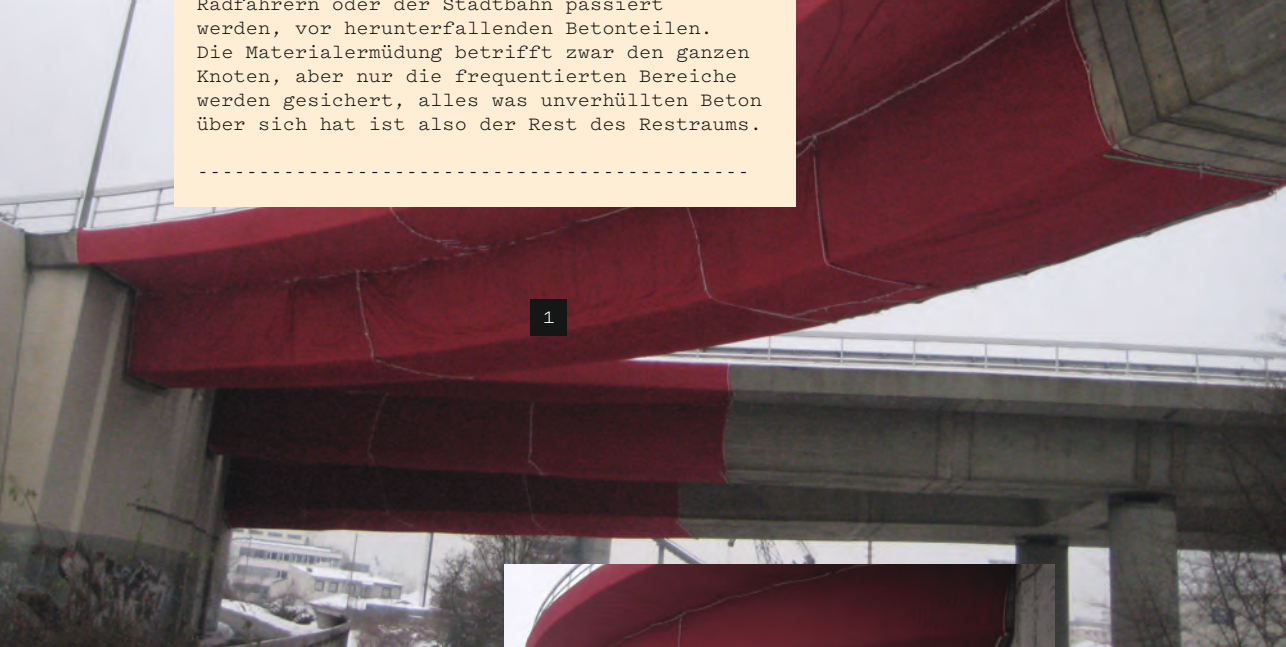 Radfahrern oder der Stadtbahn passiert
werden, vor herunterfallenden Betonteilen.
Die Materialermüdung betrifft zwar den ganzen
Knoten, aber nur die frequentierten Bereiche
werden gesichert, alles was unverhüllten Beton
über sich hat ist also der Rest des Restraums.
---------------------------------------------
1